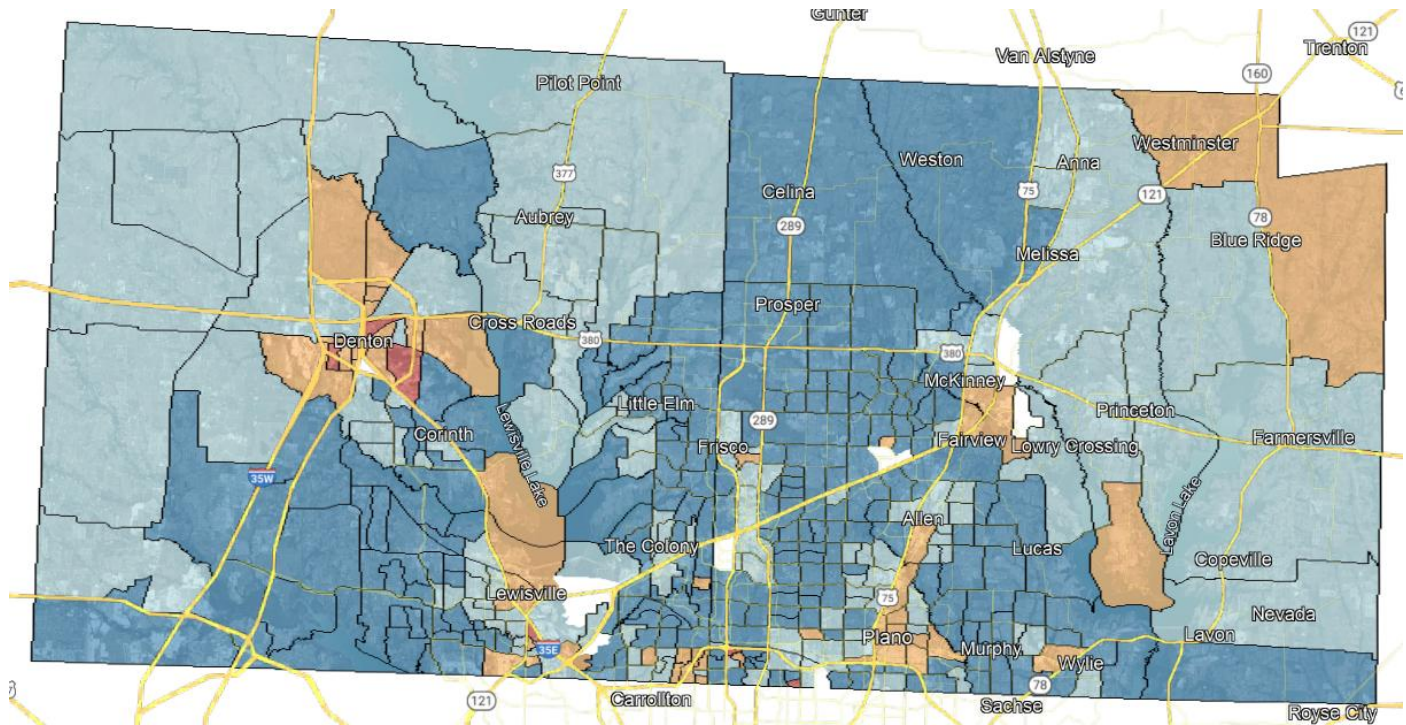 Gunter
121
Trenton
Van Alstyne
160
Pilot Point
Westminster
Weston
Anna
377
75
121
Celina
Aubrey
78
289
Blue Ridge
Melissa
Prosper
Cross Roads
Denton
380
380
McKinney
Little Elm
Princeton
289
Lewisville Lake
Corinth
Frisco
Fairview
Lowry Crossing
Farmersville
35W
Allen
Lavon Lake
The Colony
Lucas
Copeville
Lewisville
75
Nevada
Plano
Lavon
35E
Murphy
Wylie
78
Carrollton
121
Sachse
Royse City